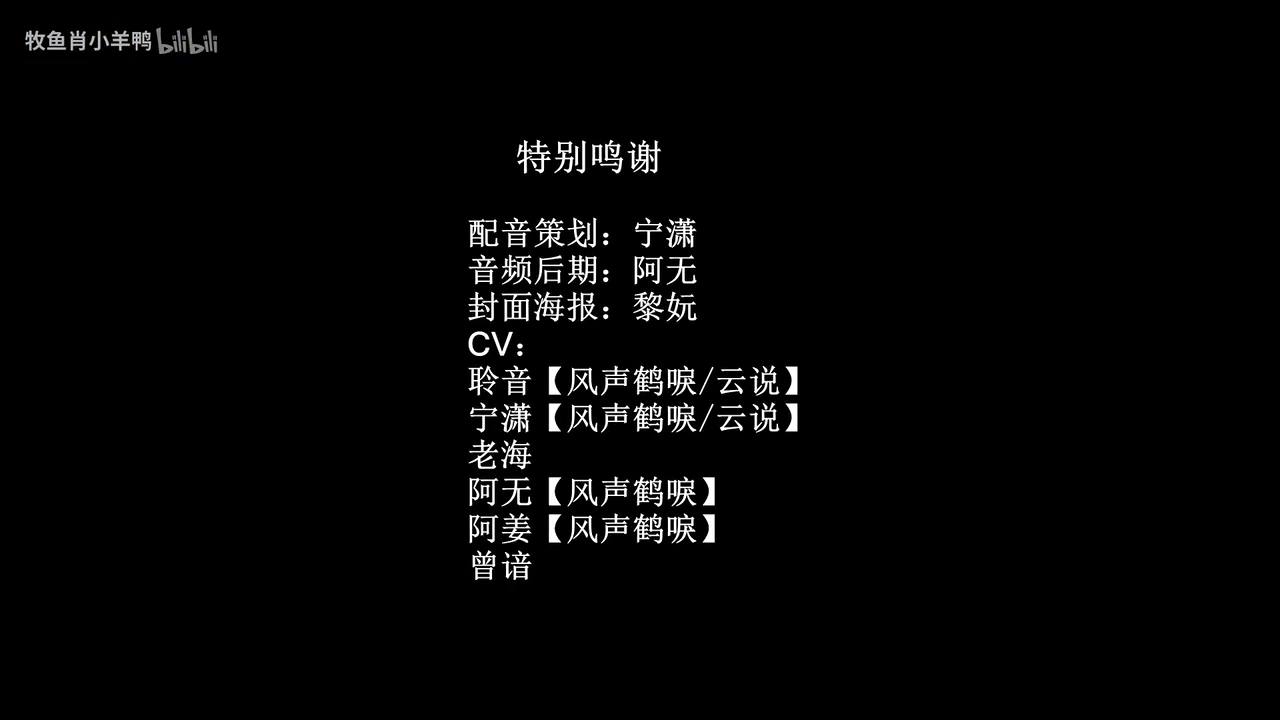 牧鱼肖小羊鸭 bilibili
特别鸣谢
配音策划：宁潇
音频后期：阿无
封面海报：黎妧
CV：
聆音【风声鹤唳/云说】
宁潇【风声鹤唳/云说】
老海
阿无【风声鹤唳】
阿姜【风声鹤唳】
曾谙